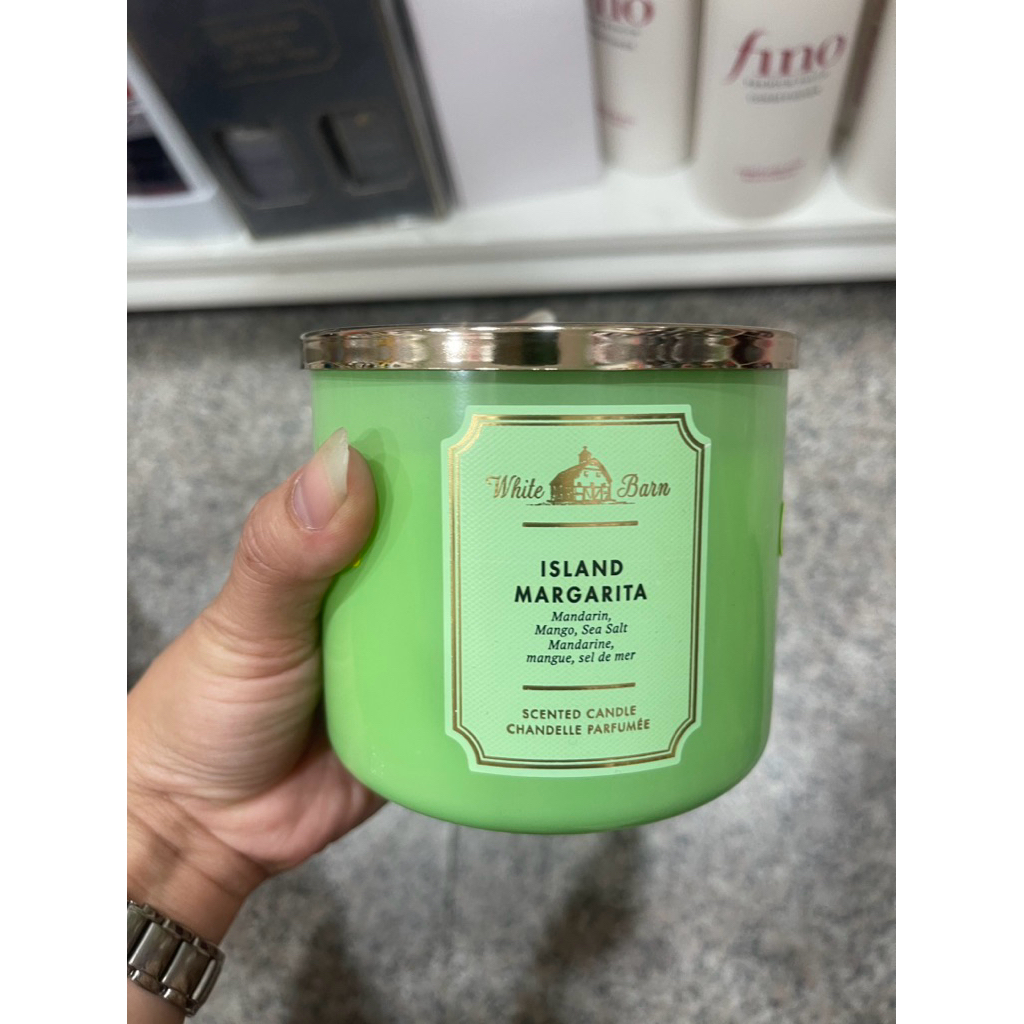 fino
White Barn
ISLAND
MARGARITA
Mandarin,
Mango, Sea Salt
Mandarine,
mangue, sel de mer
SCENTED CANDLE
CHANDELLE PARFUMÉE